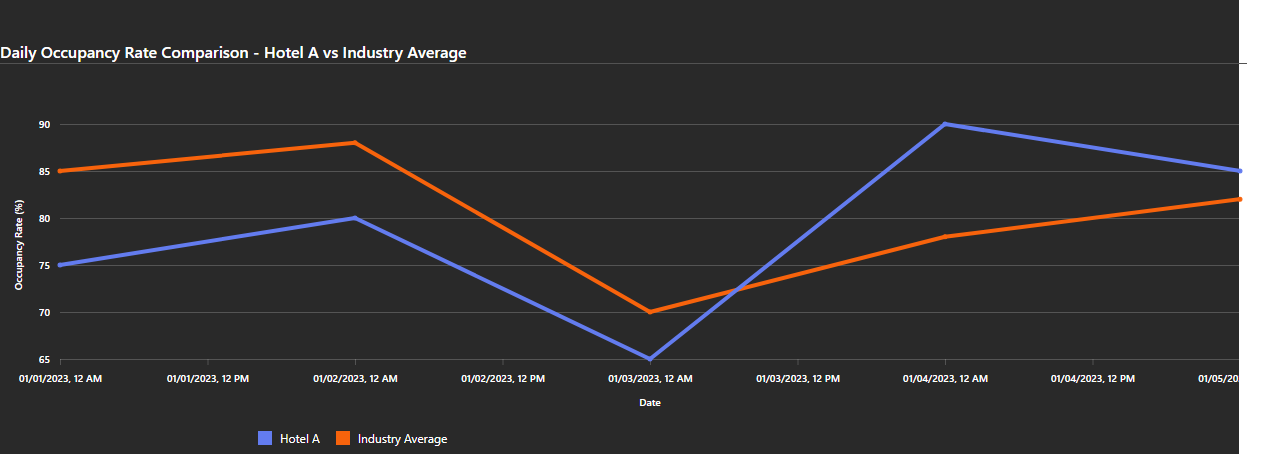 Daily Occupancy Rate Comparison - Hotel A vs Industry Average
90
85
80
75
70
65
Occupancy Rate (%)
01/01/2023, 12 AM
01/01/2023, 12 PM
01/02/2023, 12 AM
01/02/2023, 12 PM
01/03/2023, 12 AM
01/03/2023, 12 PM
01/04/2023, 12 AM
01/04/2023, 12 PM
01/05/202
Date
Hotel A
Industry Average